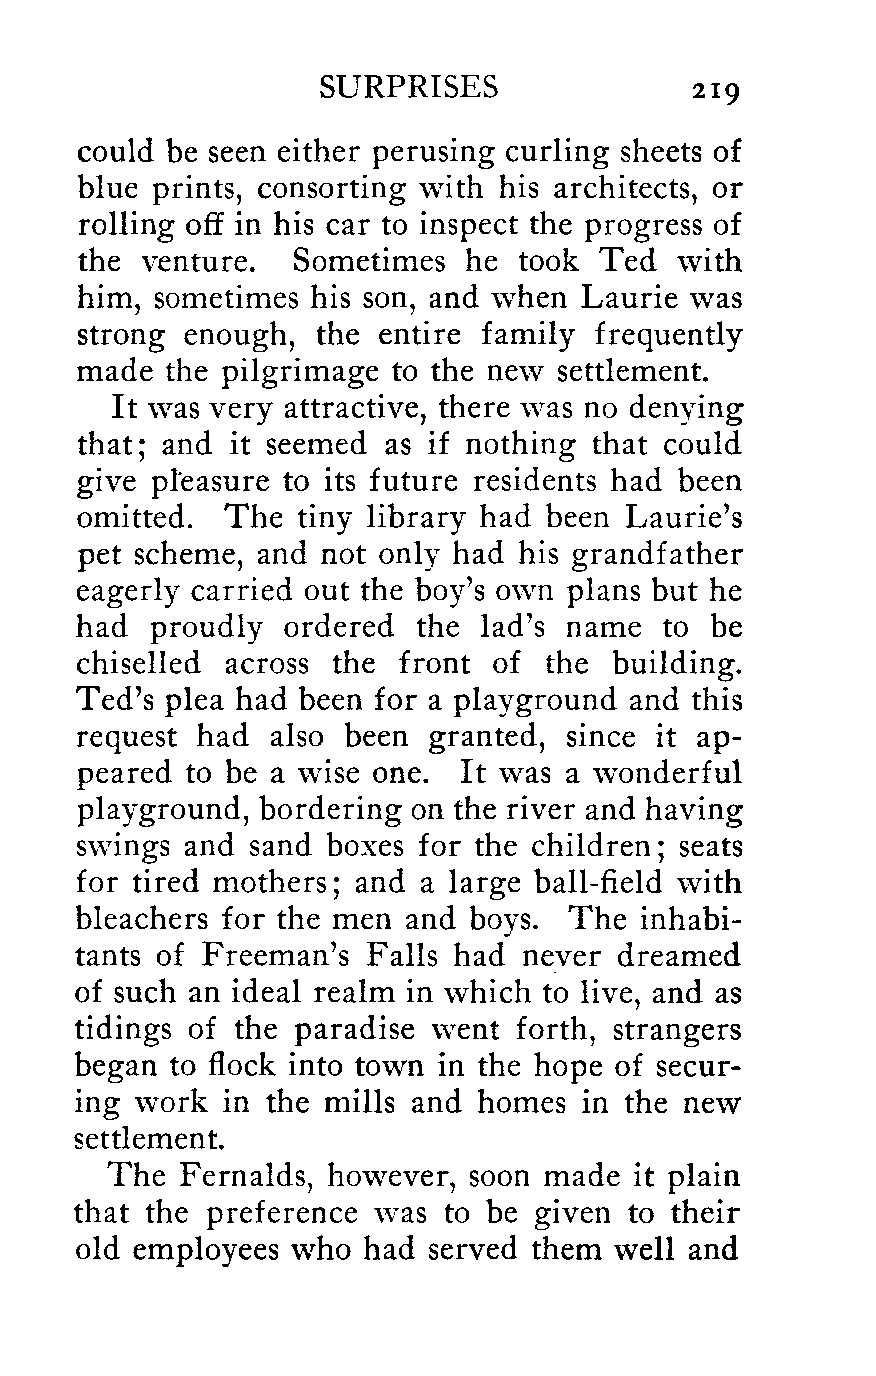 SURPRISES 219
could be seen either perusing curling sheets of
blue prints, consorting with his architects, or
rolling off in his car to inspect the progress of
the venture. Sometimes he took Ted with
him, sometimes his son, and when Laurie was
strong enough, the entire family frequently
made the pilgrimage to the new settlement.
It was very attractive, there was no denying
that; and it seemed as if nothing that could
give pleasure to its future residents had been
omitted. The tiny library had been Laurie's
pet scheme, and not only had his grandfather
eagerly carried out the boy's own plans but he
had proudly ordered the lad's name to be
chiselled across the front of the building.
Ted's plea had been for a playground and this
request had also been granted, since it ap-
peared to be a wise one. It was a wonderful
playground, bordering on the river and having
swings and sand boxes for the children; seats
for tired mothers; and a large ball-field with
bleachers for the men and boys. The inhabi-
tants of Freeman's Falls had never dreamed
of such an ideal realm in which to live, and as
tidings of the paradise went forth, strangers
began to flock into town in the hope of secur-
ing work in the mills and homes in the new
settlement.
The Fernalds, however, soon made it plain
that the preference was to be given to their
old employees who had served them well and